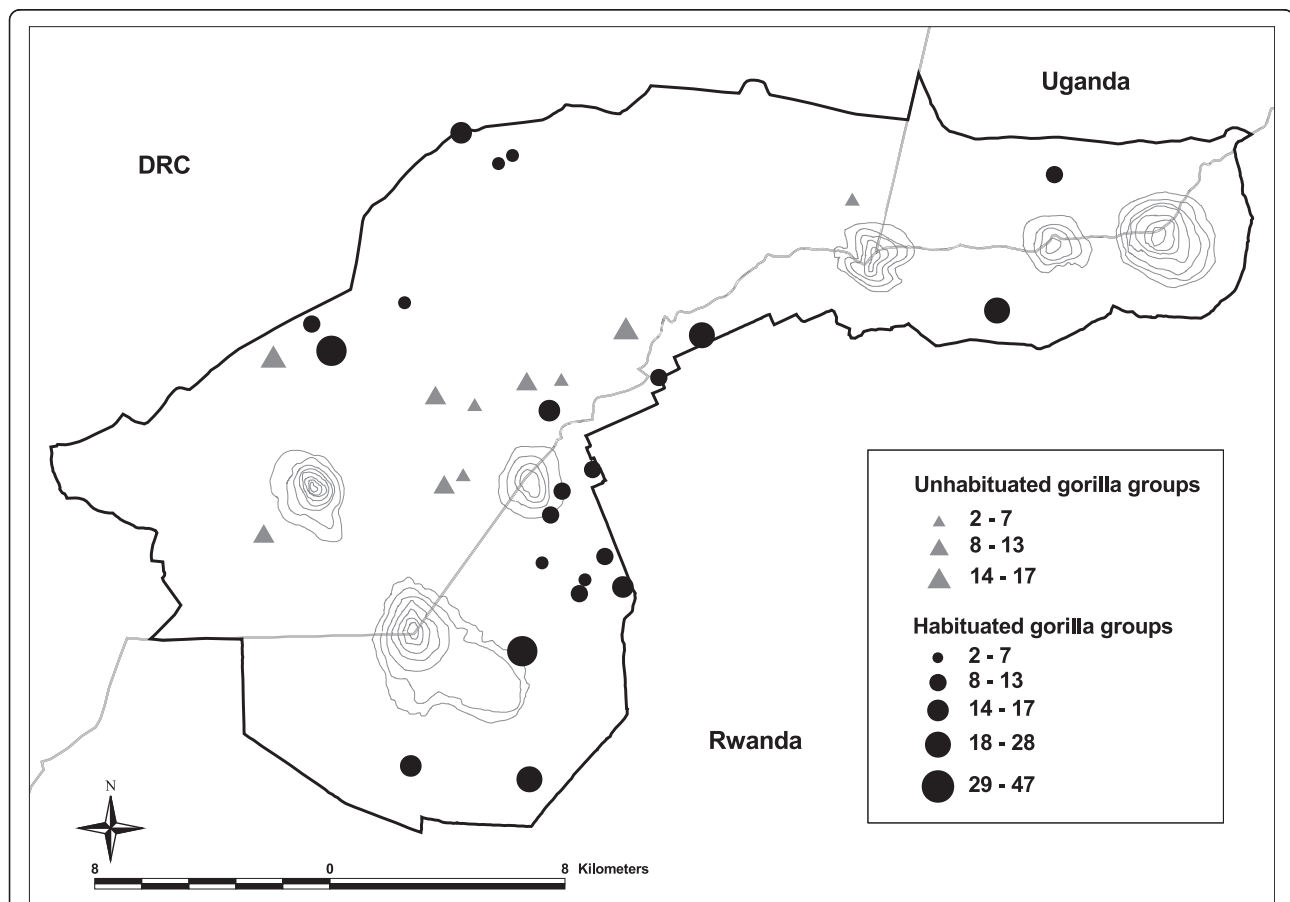 Uganda
DRC
Unhabituated gorilla groups
2 - 7
8 - 13
14 - 17
Habituated gorilla groups
2 - 7
8 - 13
14 - 17
18 - 28
29 - 47
Rwanda
N
8 0 8 Kilometers